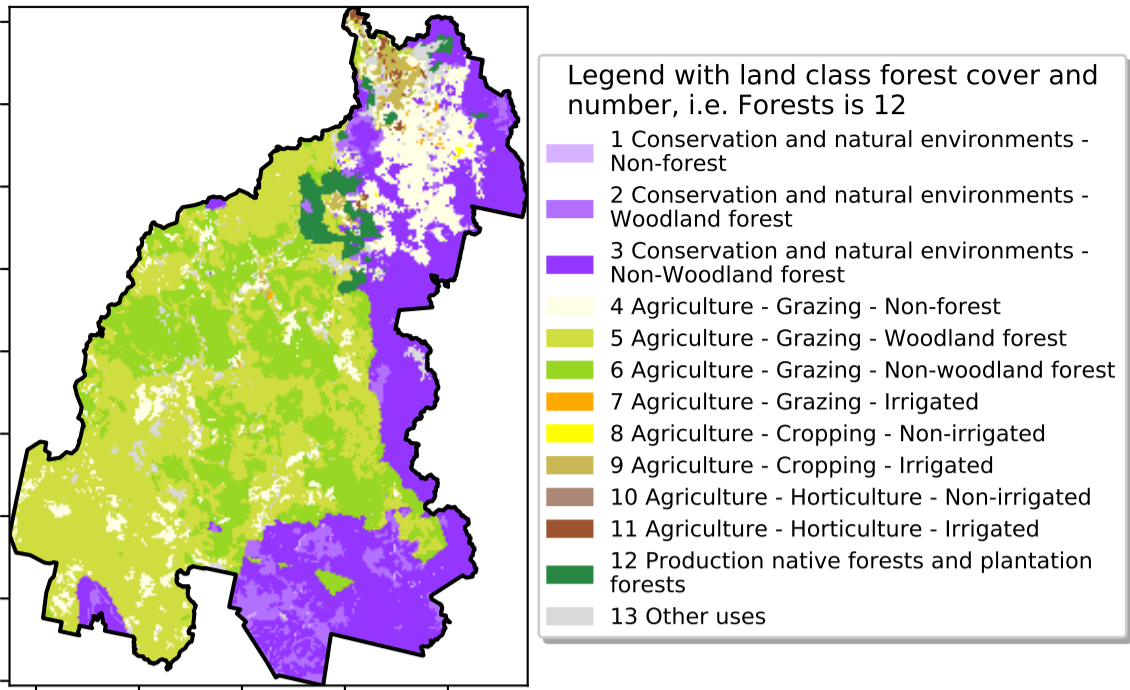 Legend with land class forest cover and
number, i.e. Forests is 12
1 Conservation and natural environments -
Non-forest
2 Conservation and natural environments -
Woodland forest
3 Conservation and natural environments -
Non-Woodland forest
4 Agriculture - Grazing - Non-forest
5 Agriculture - Grazing - Woodland forest
6 Agriculture - Grazing - Non-woodland forest
7 Agriculture - Grazing - Irrigated
8 Agriculture - Cropping - Non-irrigated
9 Agriculture - Cropping - Irrigated
10 Agriculture - Horticulture - Non-irrigated
11 Agriculture - Horticulture - Irrigated
12 Production native forests and plantation
forests
13 Other uses